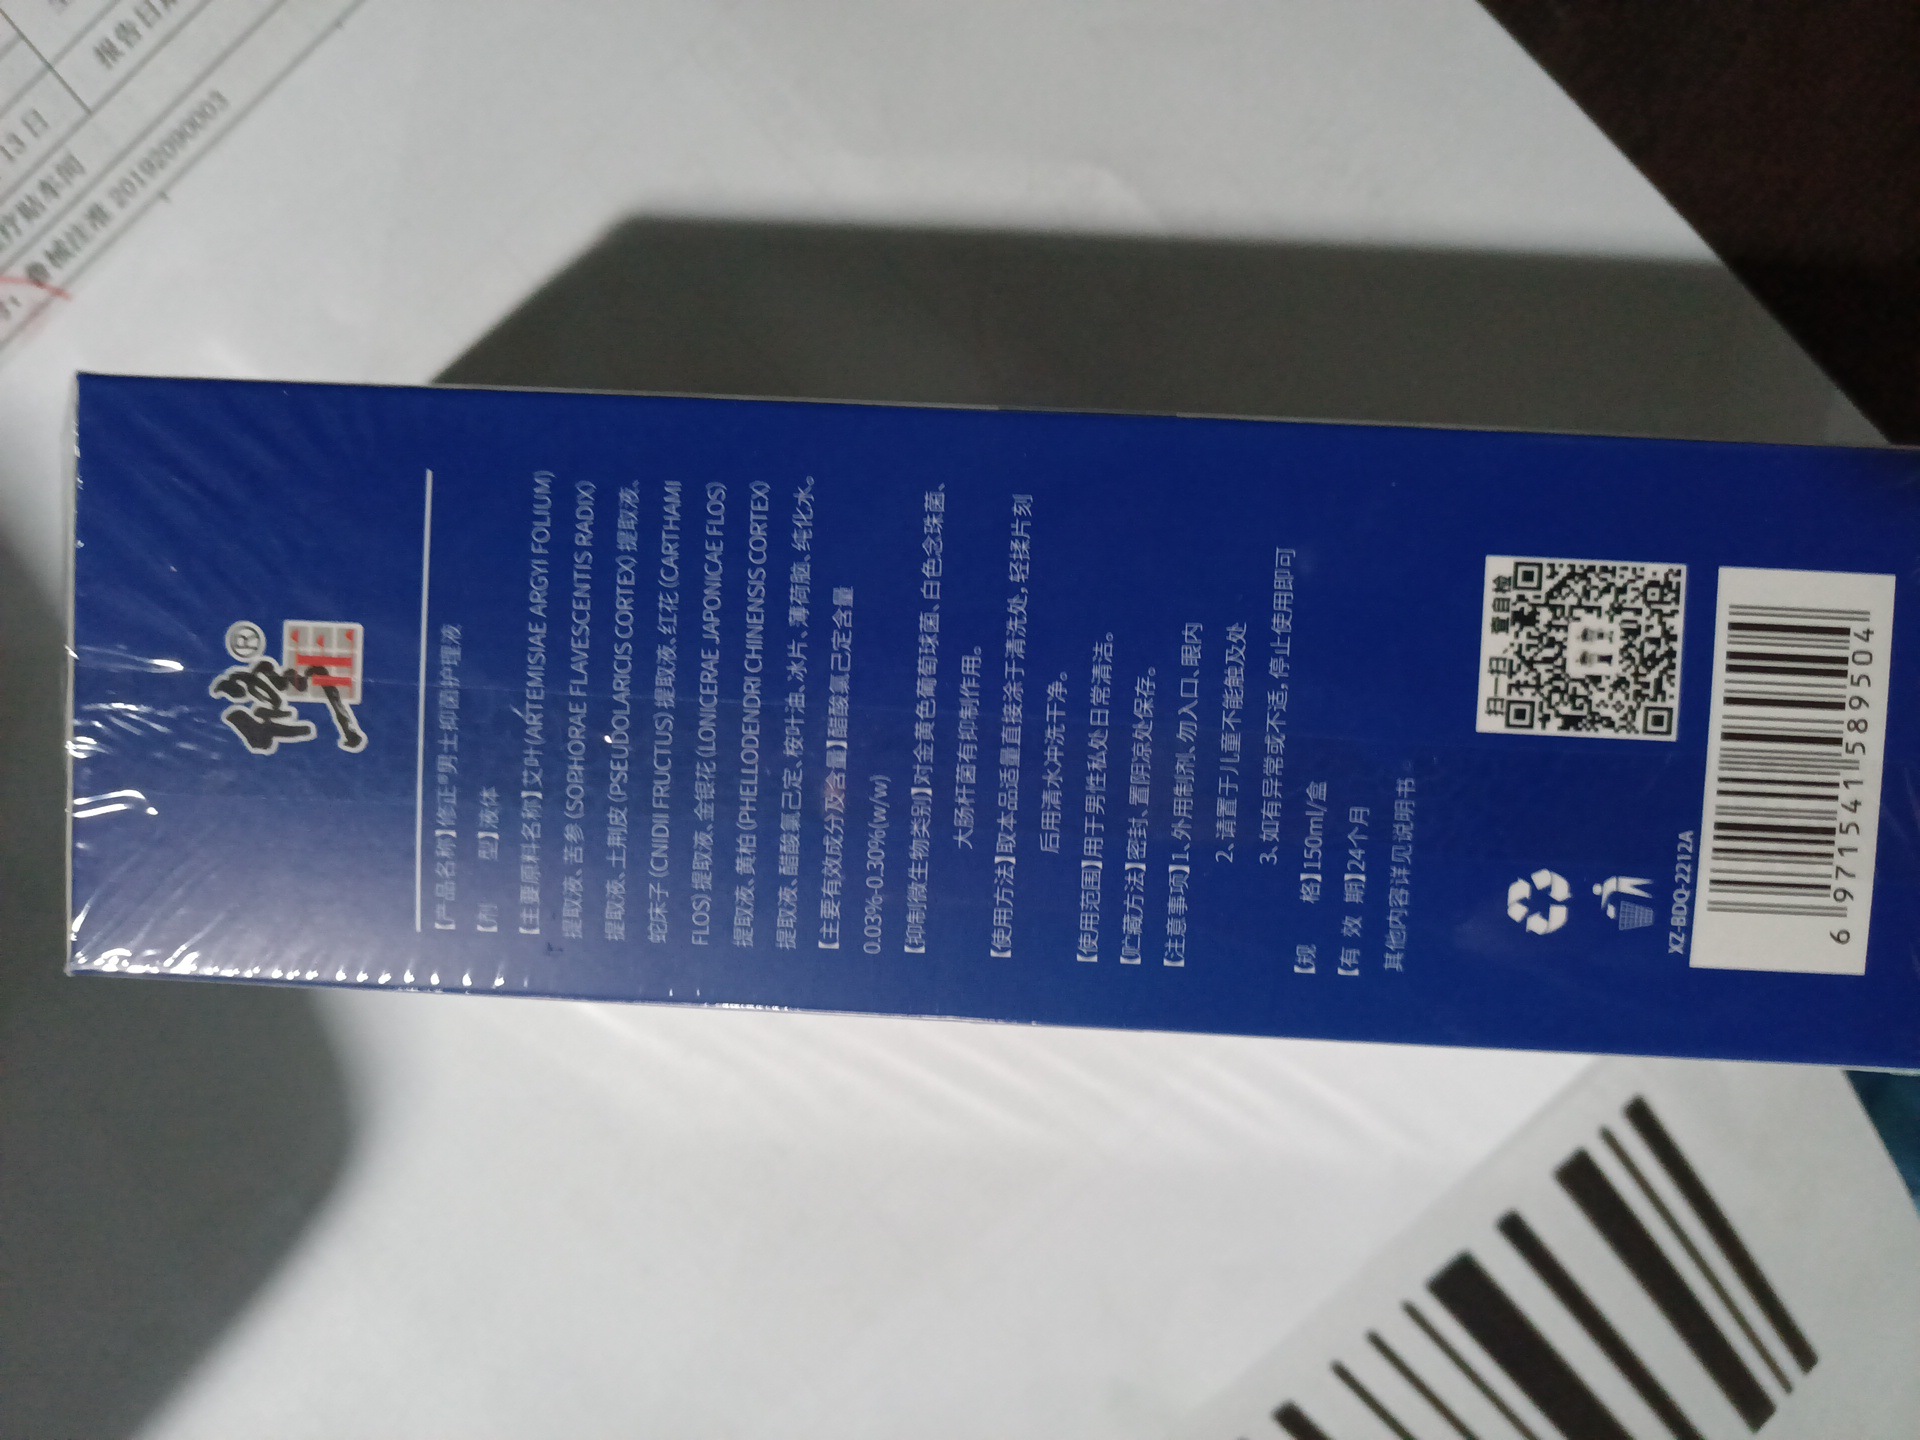 报告日
13 日
疗贴车间
械注准 20192090003
修正®
【产品名称】修正®男士抑菌护理液
【剂 型】液体
【主要原料名称】艾叶(ARTEMISIAE ARGYI FOLIUM)
提取液、苦参(SOPHORAE FLAVESCENTIS RADIX)
提取液、土荆皮(PSEUDOLARICIS CORTEX)提取液、
蛇床子(CNIDII FRUCTUS)提取液、红花(CARTHAMI
FLOS)提取液、金银花(LONICERAE JAPONICAE FLOS)
提取液、黄柏(PHELLODENDRI CHINENSIS CORTEX)
提取液、醋酸氯己定、桉叶油、冰片、薄荷脑、纯化水。
【主要有效成分及含量】醋酸氯己定含量
0.03%-0.30%(w/w)
【抑制微生物类别】对金黄色葡萄球菌、白色念珠菌、
大肠杆菌有抑制作用。
【使用方法】取本品适量直接涂于清洗处,轻揉片刻
后用清水冲洗干净。
【使用范围】用于男性私处日常清洁。
【贮藏方法】密封、置阴凉处保存。
【注意事项】1、外用制剂、勿入口、眼内
2、请置于儿童不能触及处
3、如有异常或不适,停止使用即可
【规 格】150ml/盒
【有 效 期】24个月
其他内容详见说明书。
扫一扫、查自检
XZ-BDQ-2212A
6 971541 589504